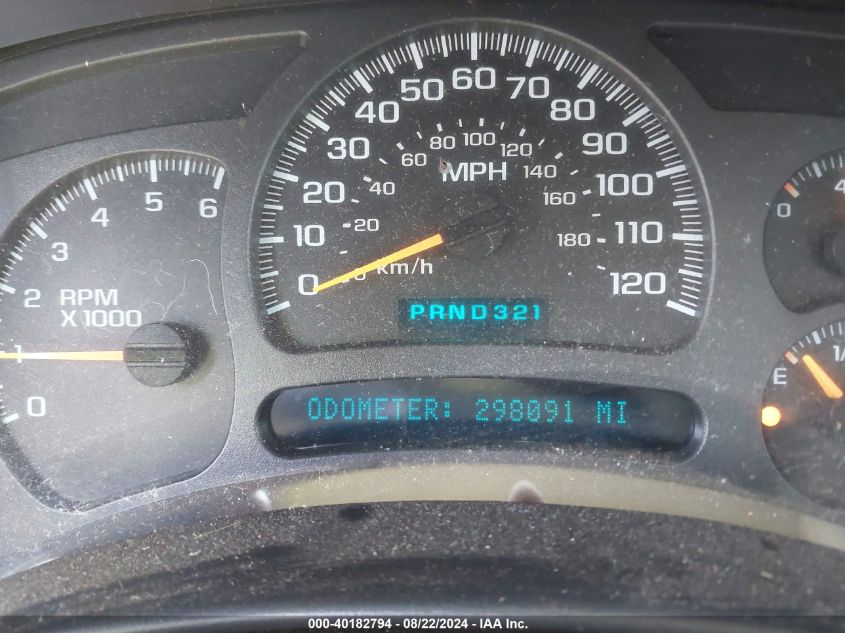 0 1 2 3 4 5 6
RPM
X1000
0 10 20 30 40 50 60 70 80 90 100 110 120
20 40 60 80 100 120 140 160 180
MPH
km/h
PRND321
ODOMETER: 298091 MI
0 4
E 1/
000-40182794 - 08/22/2024 - IAA Inc.